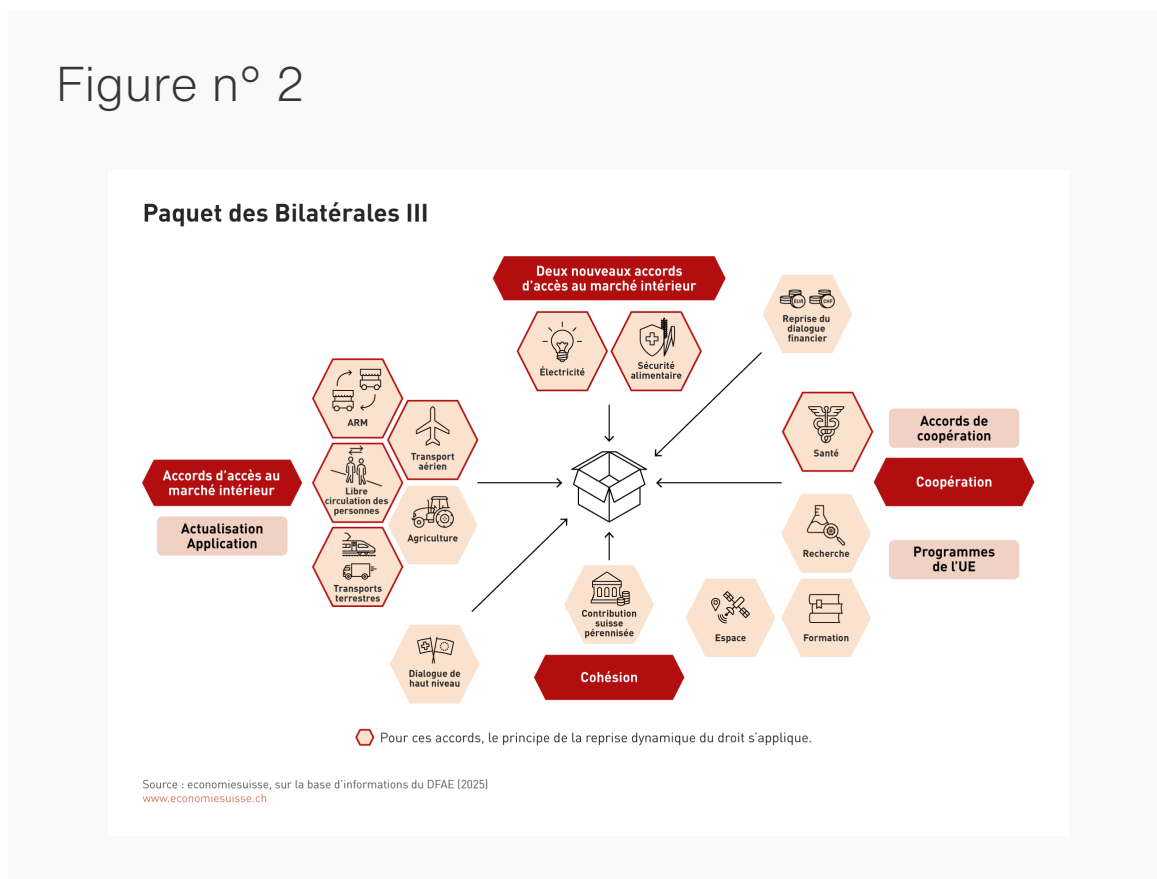 Figure n° 2
Paquet des Bilatérales III
Deux nouveaux accords
d'accès au marché intérieur
Électricité
Sécurité
alimentaire
EUR
CHF
Reprise du
dialogue
financier
ARM
Transport
aérien
Libre
circulation des
personnes
Agriculture
Transports
terrestres
Accords d'accès au
marché intérieur
Actualisation
Application
Santé
Accords de
coopération
Coopération
Recherche
Programmes
de l'UE
Espace
Formation
Contribution
suisse
pérennisée
Cohésion
Dialogue de
haut niveau
Pour ces accords, le principe de la reprise dynamique du droit s'applique.
Source : economiesuisse, sur la base d'informations du DFAE (2025)
www.economiesuisse.ch